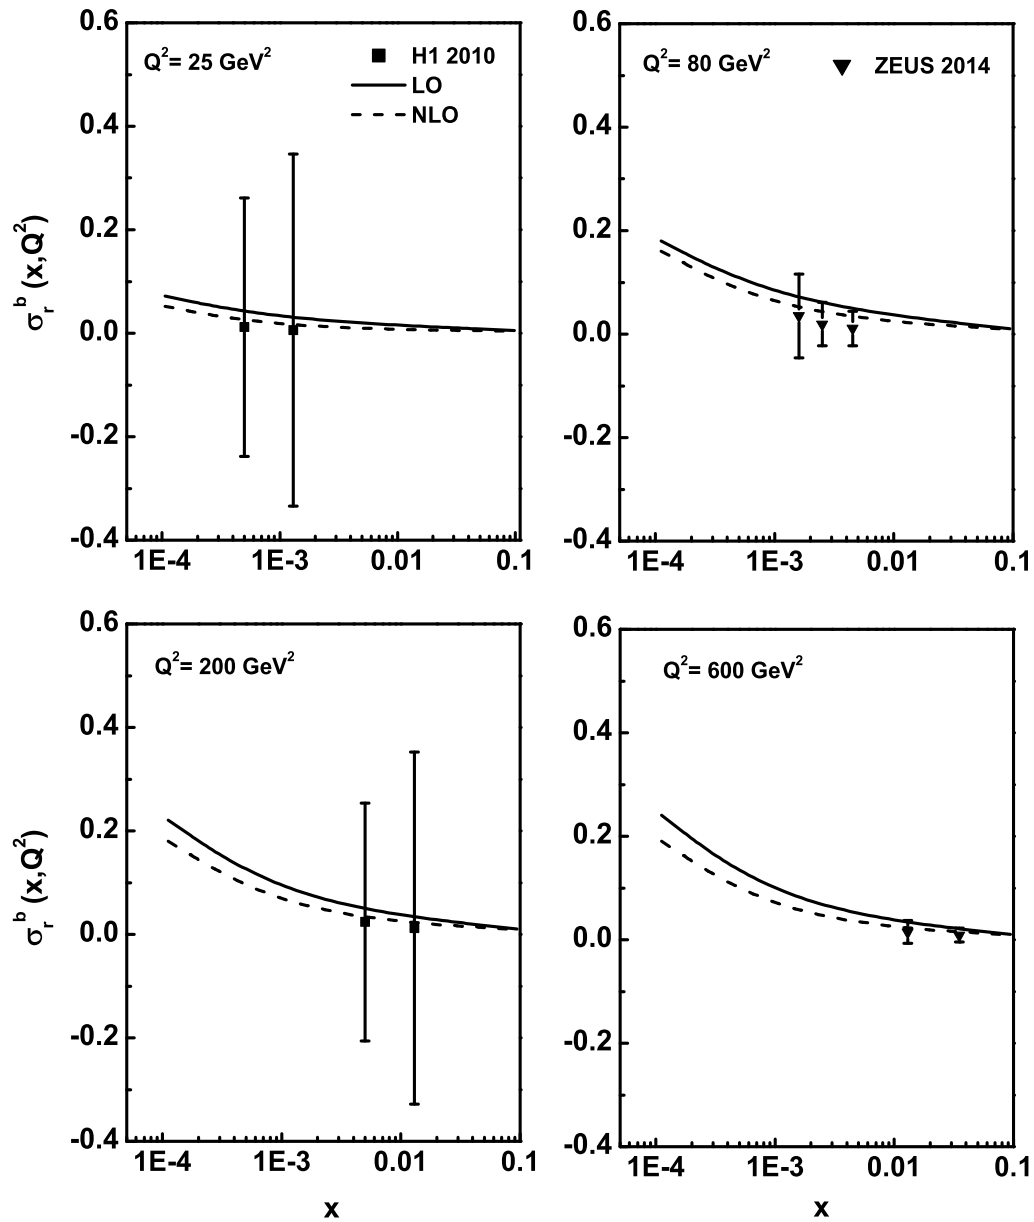 Q²= 25 GeV²
H1 2010
LO
NLO
0.6
0.4
0.2
0.0
-0.2
-0.4
1E-4 1E-3 0.01 0.1
σ_r^b (x,Q²)
Q²= 80 GeV²
ZEUS 2014
0.6
0.4
0.2
0.0
-0.2
-0.4
1E-4 1E-3 0.01 0.1
Q²= 200 GeV²
0.6
0.4
0.2
0.0
-0.2
-0.4
1E-4 1E-3 0.01 0.1
σ_r^b (x,Q²)
x
Q²= 600 GeV²
0.6
0.4
0.2
0.0
-0.2
-0.4
1E-4 1E-3 0.01 0.1
x